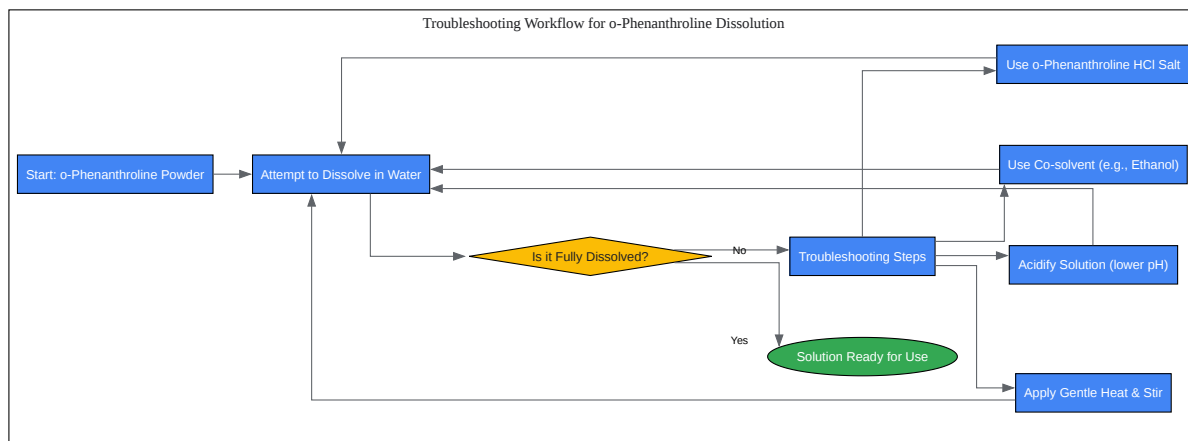 Troubleshooting Workflow for o-Phenanthroline Dissolution
Use o-Phenanthroline HCl Salt
Start: o-Phenanthroline Powder
Attempt to Dissolve in Water
Use Co-solvent (e.g., Ethanol)
Is it Fully Dissolved?
No
Troubleshooting Steps
Acidify Solution (lower pH)
Yes
Solution Ready for Use
Apply Gentle Heat & Stir